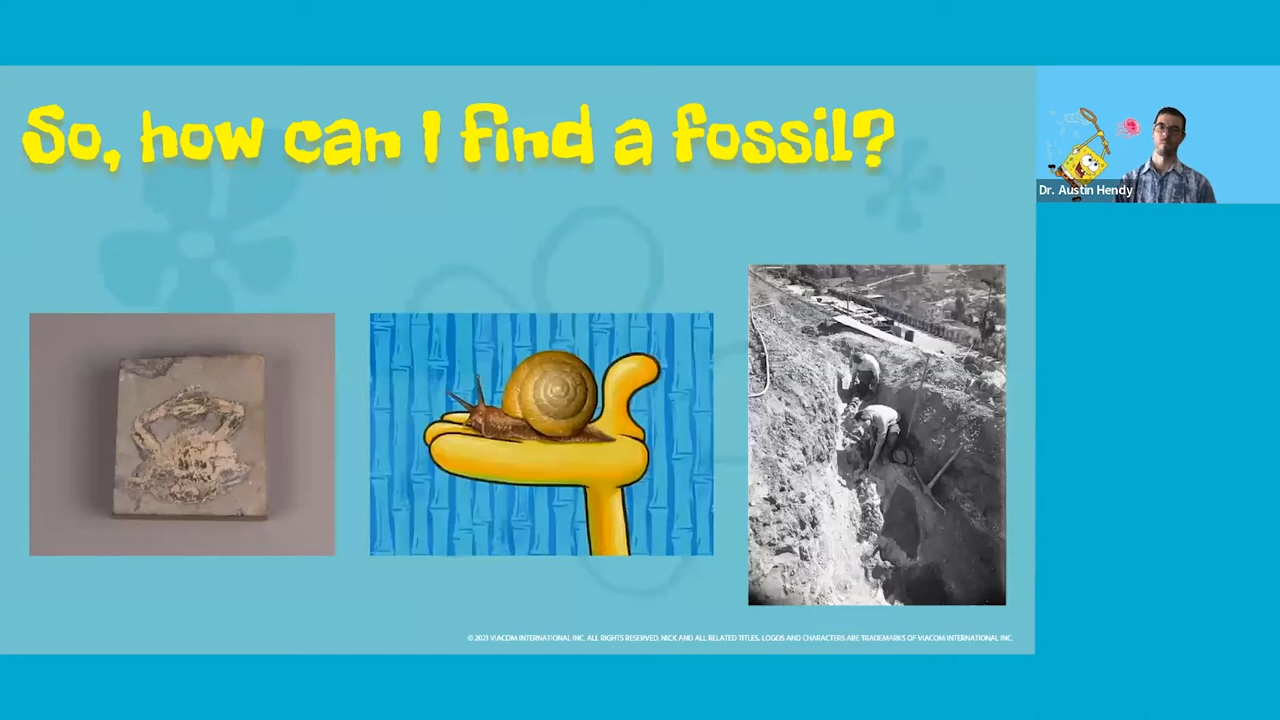 So, how can I find a fossil?
Dr. Austin Hendy
© 2021 VIACOM INTERNATIONAL INC. ALL RIGHTS RESERVED. NICK AND ALL RELATED TITLES, LOGOS AND CHARACTERS ARE TRADEMARKS OF VIACOM INTERNATIONAL INC.